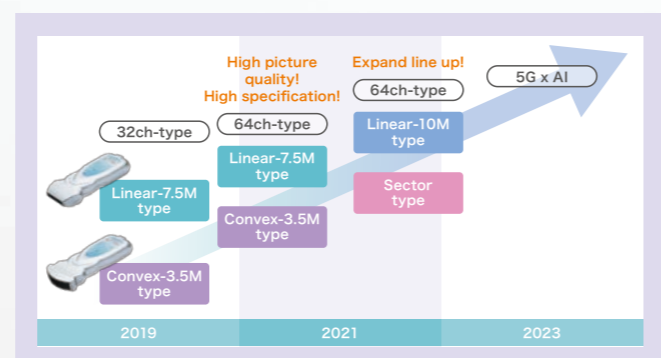 High picture
quality!
High specification!
Expand line up!
32ch-type
64ch-type
64ch-type
5G x AI
Linear-7.5M
type
Convex-3.5M
type
Linear-7.5M
type
Convex-3.5M
type
Linear-10M
type
Sector
type
2019
2021
2023